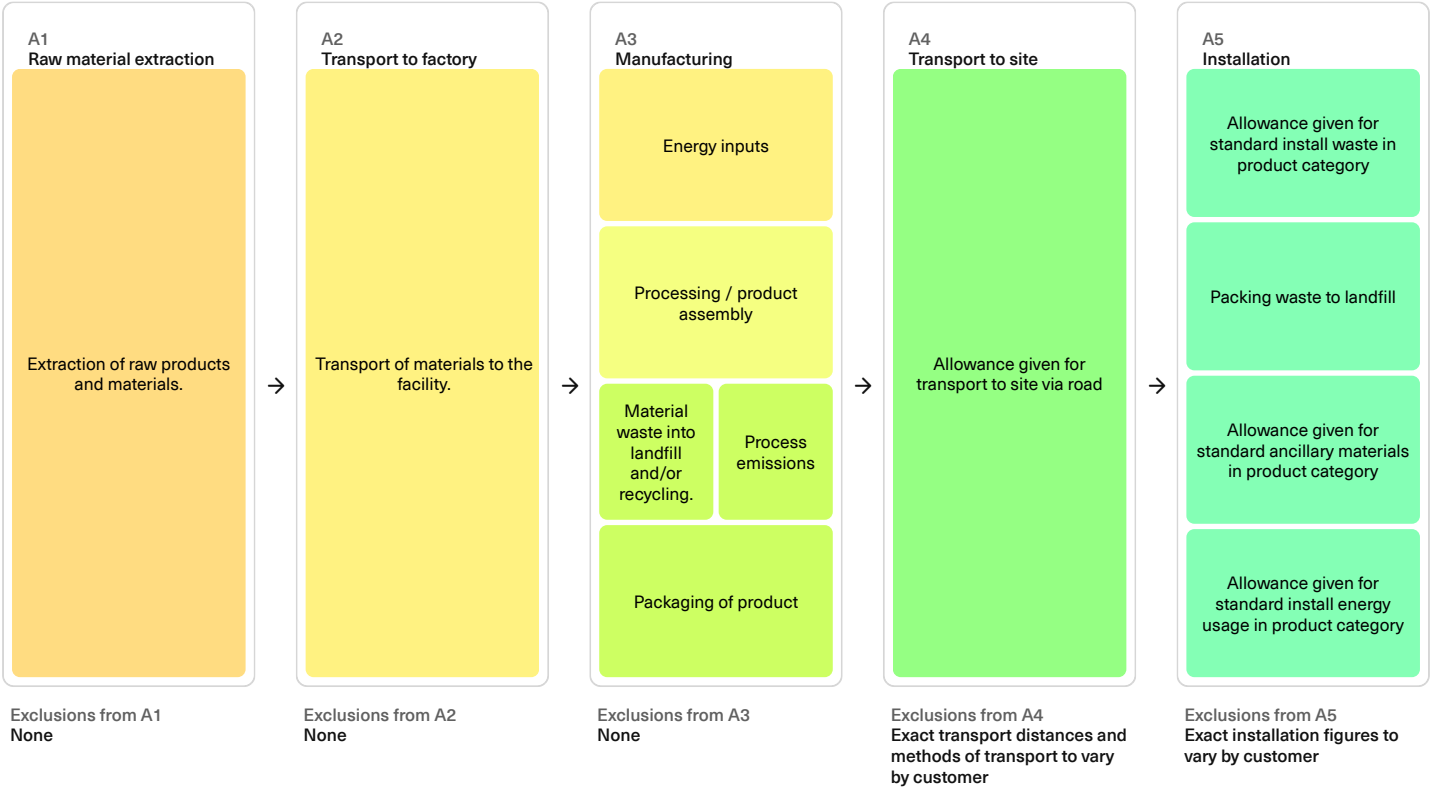 A1
Raw material extraction
Extraction of raw products
and materials.
Exclusions from A1
None
A2
Transport to factory
Transport of materials to the
facility.
Exclusions from A2
None
A3
Manufacturing
Energy inputs
Processing / product
assembly
Material
waste into
landfill
and/or
recycling.
Process
emissions
Packaging of product
Exclusions from A3
None
A4
Transport to site
Allowance given for
transport to site via road
Exclusions from A4
Exact transport distances and
methods of transport to vary
by customer
A5
Installation
Allowance given for
standard install waste in
product category
Packing waste to landfill
Allowance given for
standard ancillary materials
in product category
Allowance given for
standard install energy
usage in product category
Exclusions from A5
Exact installation figures to
vary by customer